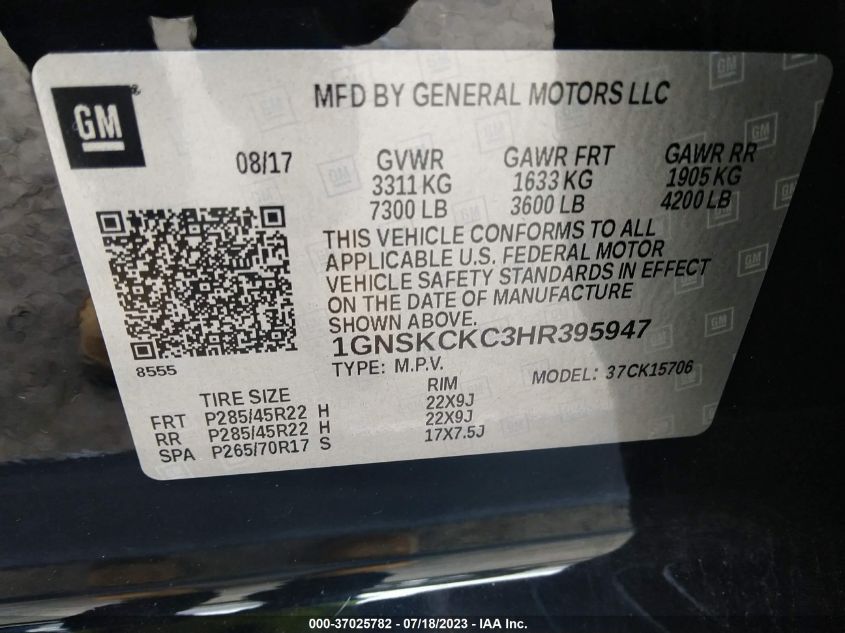 GM
MFD BY GENERAL MOTORS LLC
08/17 GVWR GAWR FRT GAWR RR
3311 KG 1633 KG 1905 KG
7300 LB 3600 LB 4200 LB
THIS VEHICLE CONFORMS TO ALL
APPLICABLE U.S. FEDERAL MOTOR
VEHICLE SAFETY STANDARDS IN EFFECT
ON THE DATE OF MANUFACTURE
SHOWN ABOVE.
1GNSKCKC3HR395947
8555
TYPE: M.P.V. MODEL: 37CK15706
TIRE SIZE RIM
FRT P285/45R22 H 22X9J
RR P285/45R22 H 22X9J
SPA P265/70R17 S 17X7.5J
000-37025782 - 07/18/2023 - IAA Inc.